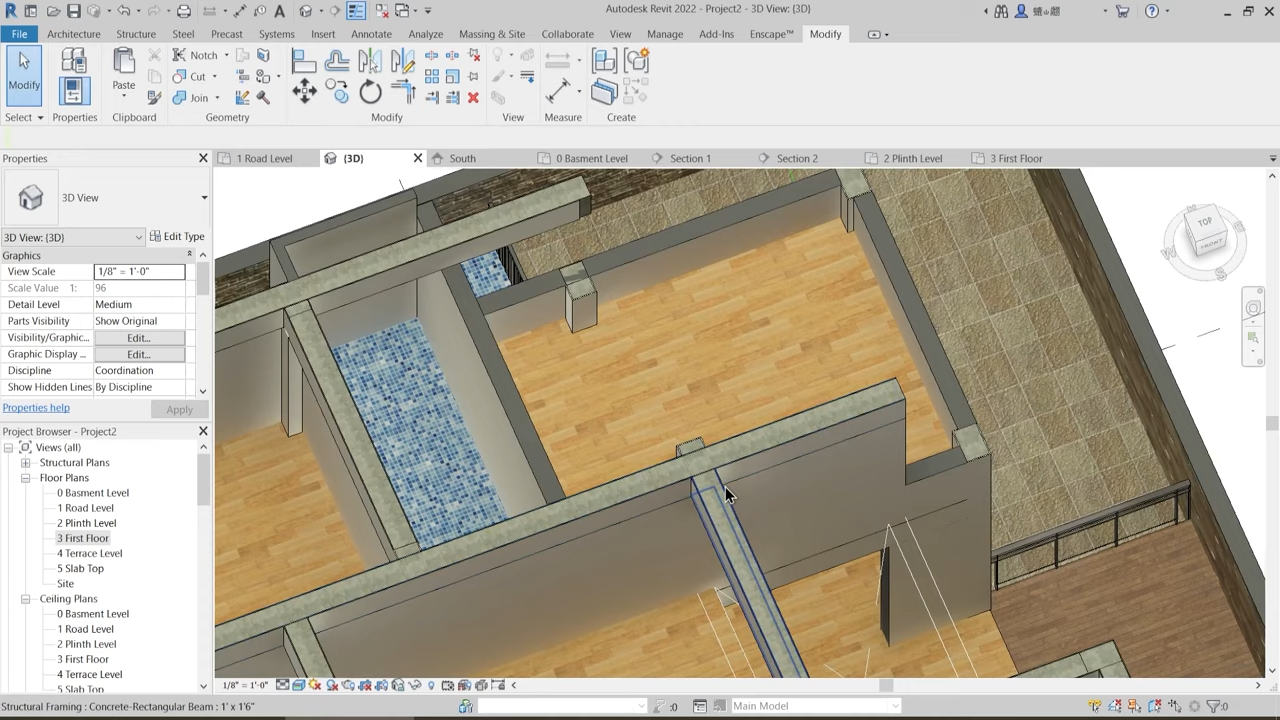 Autodesk Revit 2022 - Project2 - 3D View: {3D}
File Architecture Structure Steel Precast Systems Insert Annotate Analyze Massing & Site Collaborate View Manage Add-Ins Enscape™ Modify
Modify
Paste
Notch
Cut
Join
Select Properties Clipboard Geometry Modify View Measure Create
Properties
1 Road Level
{3D}
South
0 Basment Level
Section 1
Section 2
2 Plinth Level
3 First Floor
3D View
3D View: {3D}
Edit Type
Graphics
View Scale 1/8" = 1'-0"
Scale Value 1: 96
Detail Level Medium
Parts Visibility Show Original
Visibility/Graphic... Edit...
Graphic Display ... Edit...
Discipline Coordination
Show Hidden Lines By Discipline
Properties help
Apply
Project Browser - Project2
Views (all)
Structural Plans
Floor Plans
0 Basment Level
1 Road Level
2 Plinth Level
3 First Floor
4 Terrace Level
5 Slab Top
Site
Ceiling Plans
0 Basment Level
1 Road Level
2 Plinth Level
3 First Floor
4 Terrace Level
5 Slab Top
TOP
FRONT
W
S
E
1/8" = 1'-0"
Structural Framing : Concrete-Rectangular Beam : 1' x 1'6"
:0
Main Model
:0